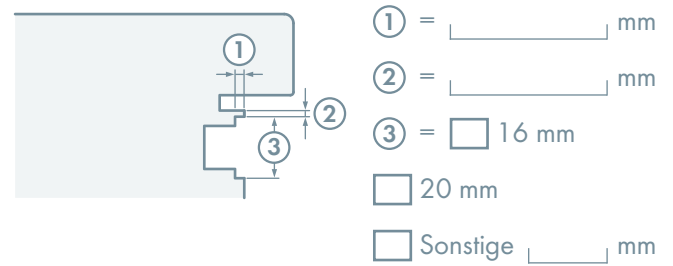 ① = mm
② = mm
③ = 16 mm
20 mm
Sonstige mm
①
②
③